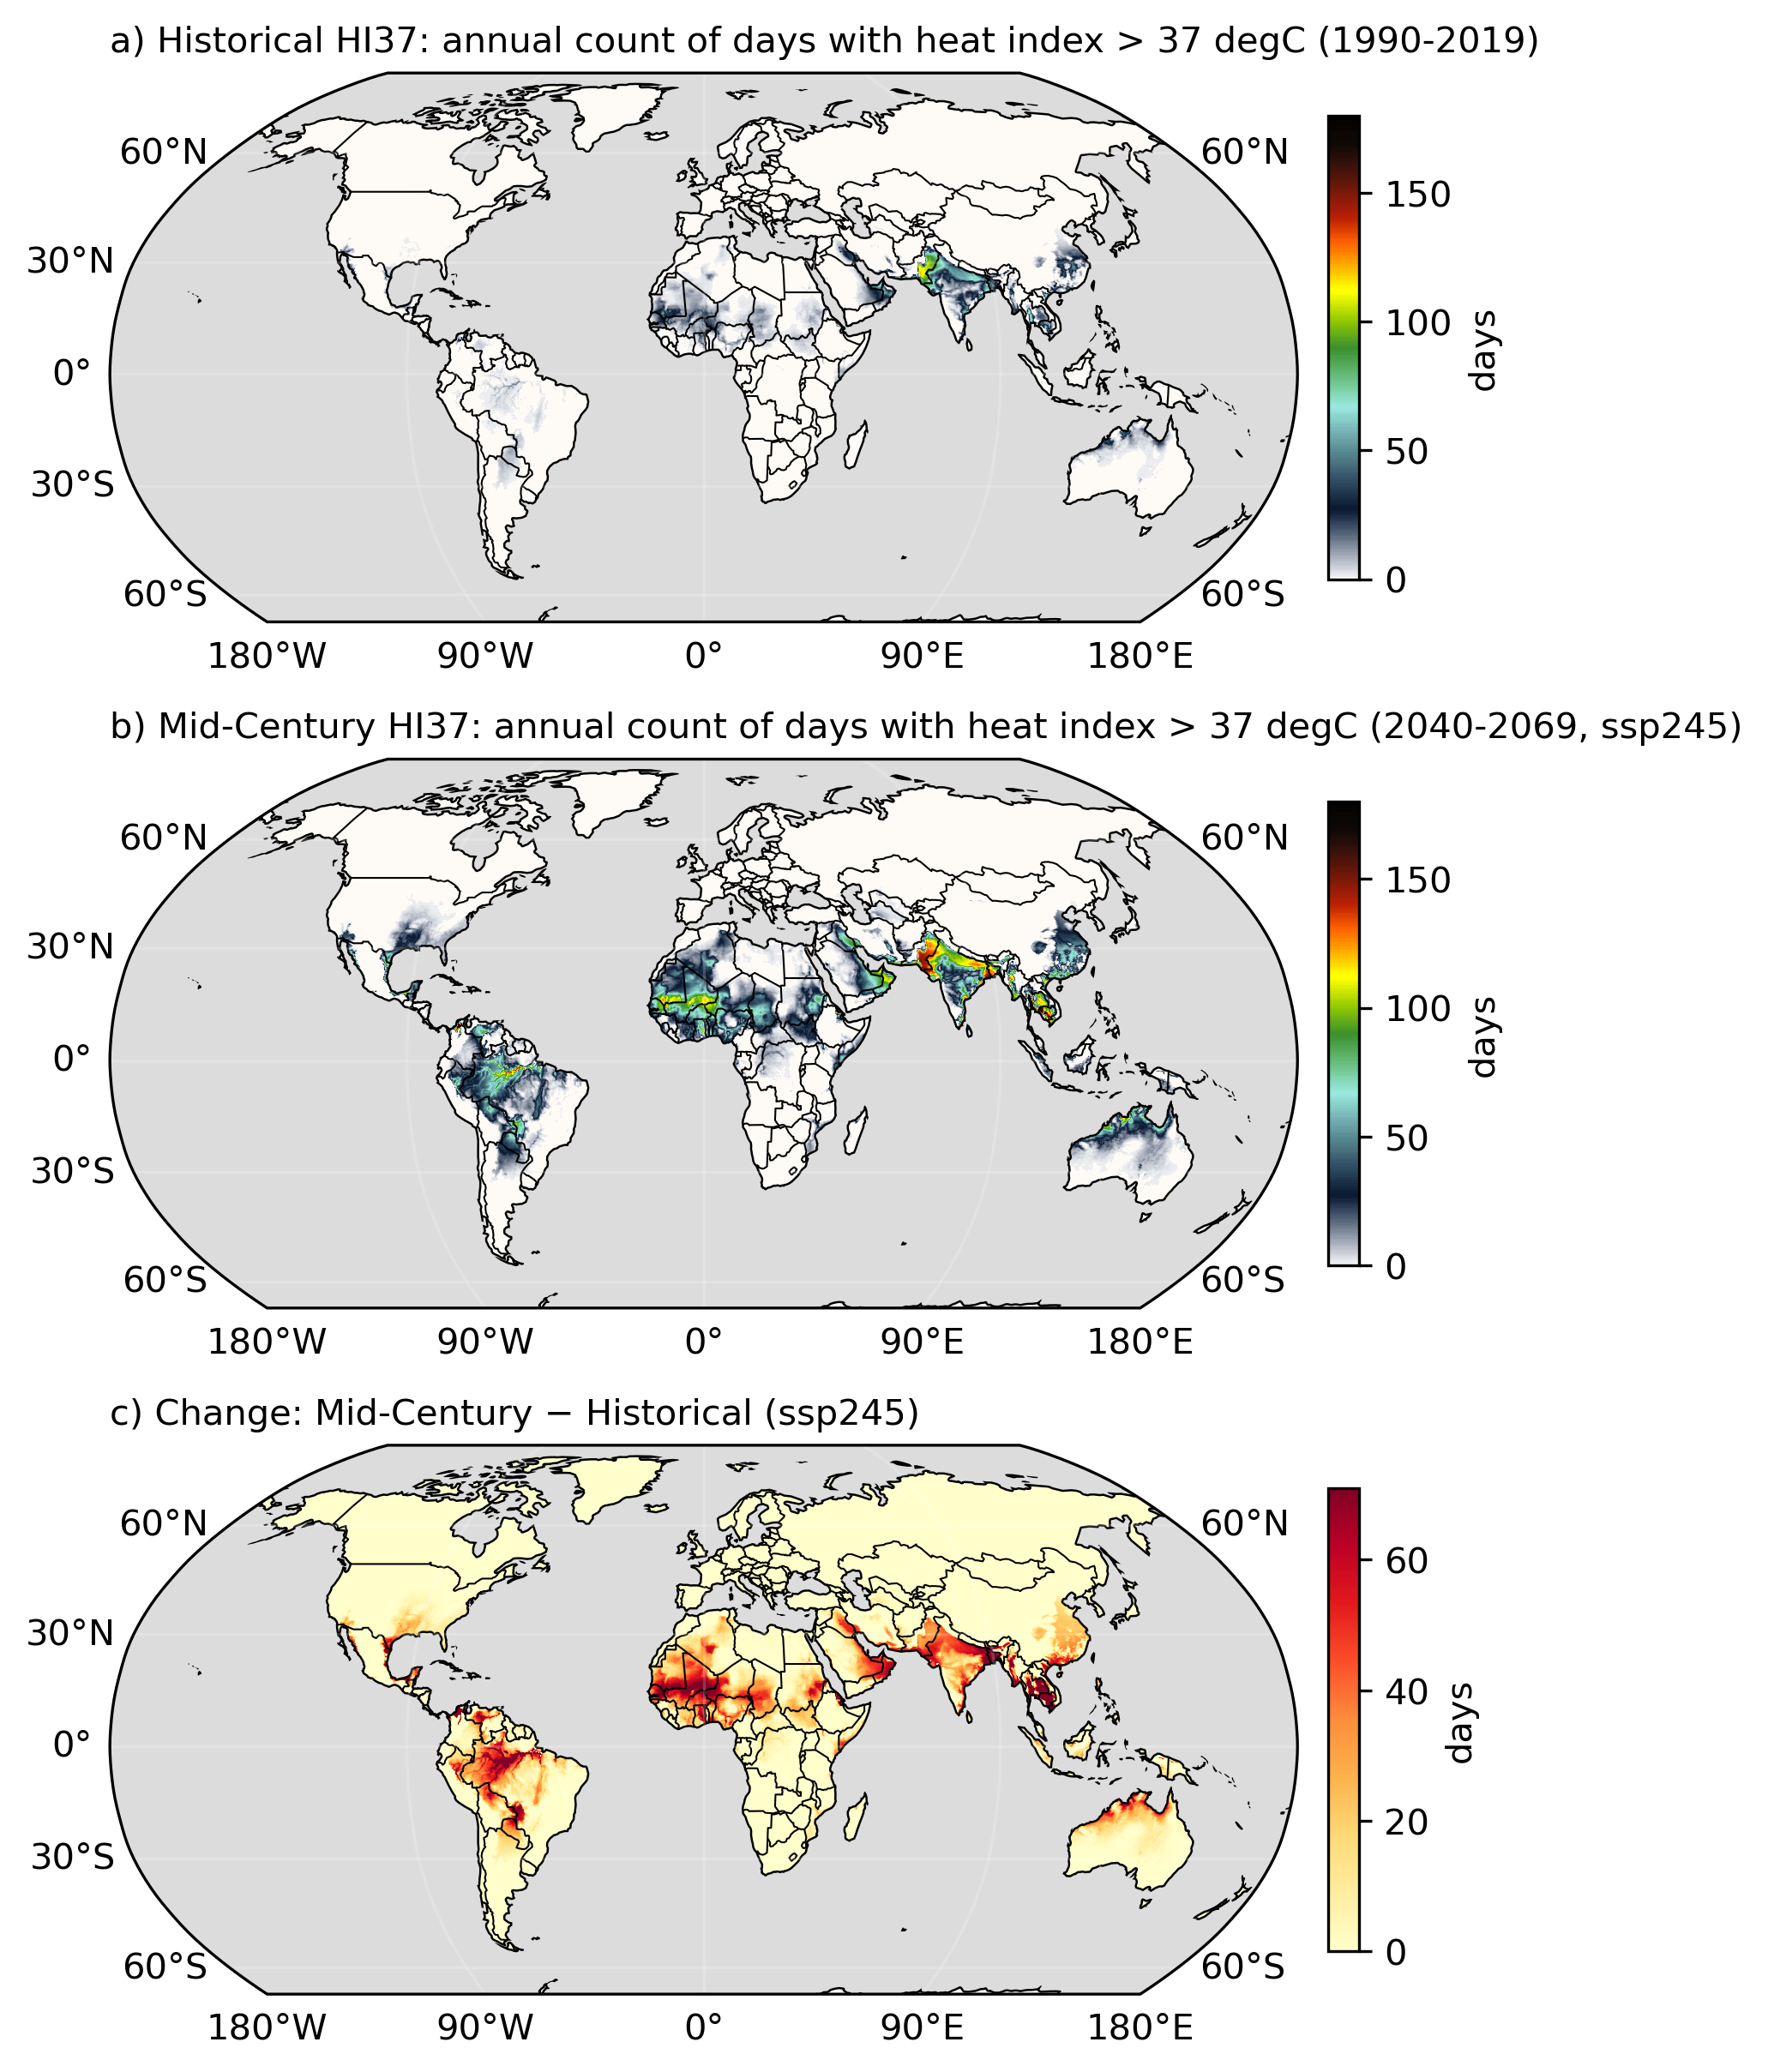 a) Historical HI37: annual count of days with heat index > 37 degC (1990-2019)
60°N
60°N
30°N
0°
30°S
60°S
60°S
180°W
90°W
0°
90°E
180°E
150
100
50
0
days
b) Mid-Century HI37: annual count of days with heat index > 37 degC (2040-2069, ssp245)
60°N
60°N
30°N
0°
30°S
60°S
60°S
180°W
90°W
0°
90°E
180°E
150
100
50
0
days
c) Change: Mid-Century − Historical (ssp245)
60°N
60°N
30°N
0°
30°S
60°S
60°S
180°W
90°W
0°
90°E
180°E
60
40
20
0
days